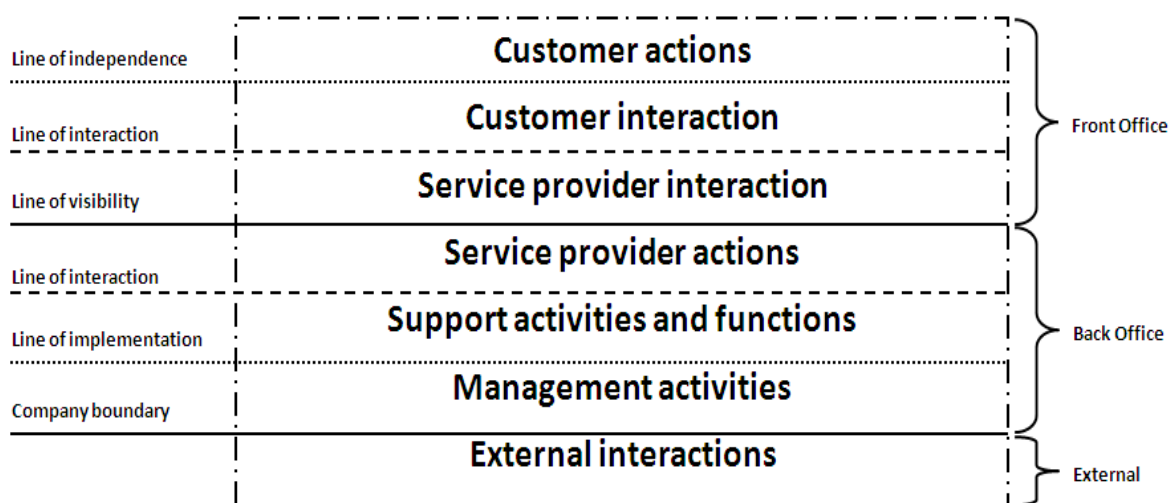 Customer actions
Line of independence
Customer interaction
Line of interaction
Front Office
Service provider interaction
Line of visibility
Service provider actions
Line of interaction
Support activities and functions
Line of implementation
Back Office
Management activities
Company boundary
External interactions
External